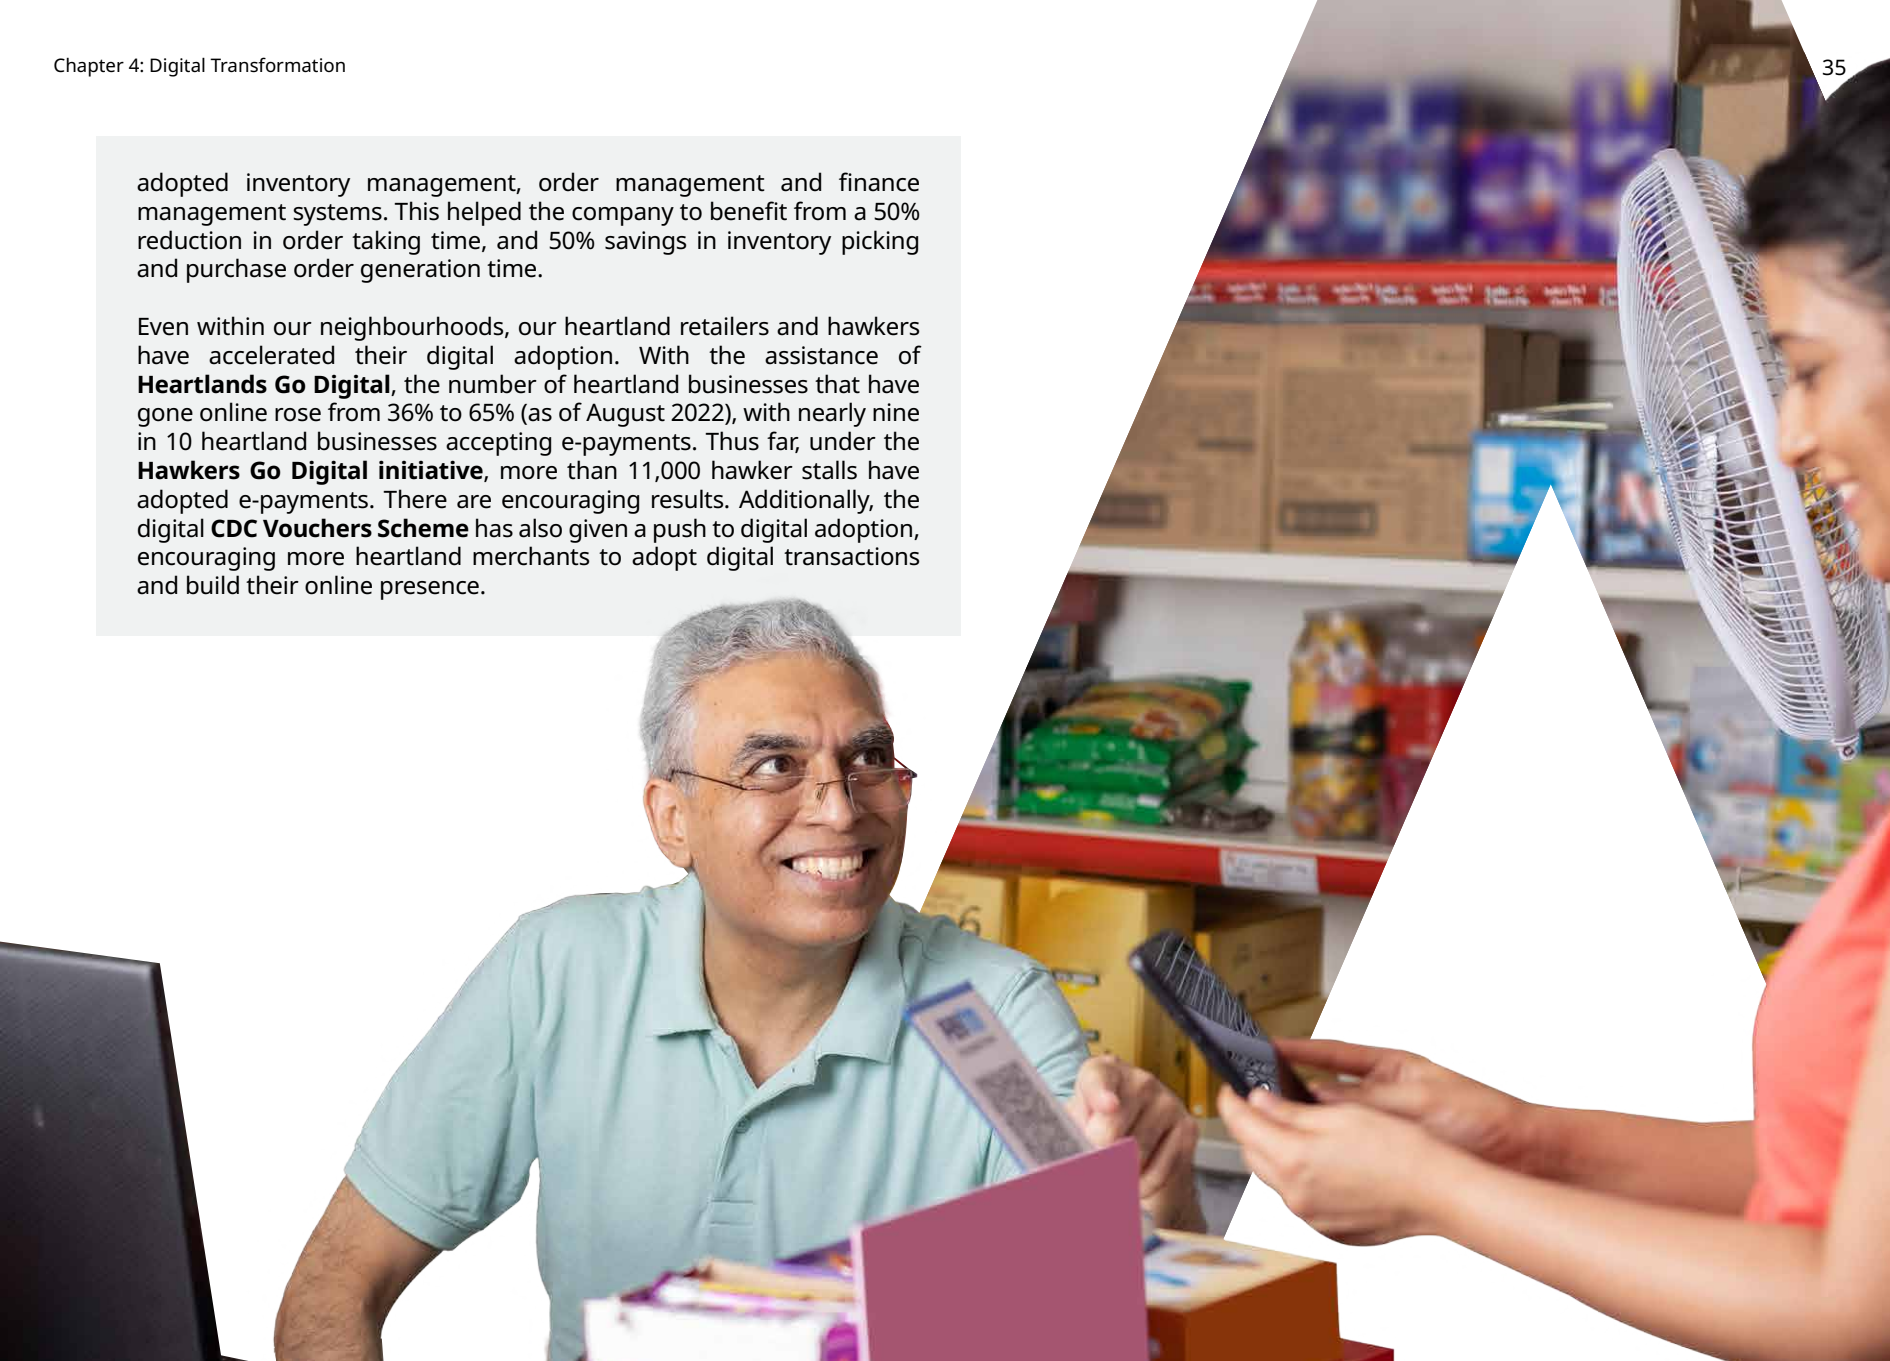 Chapter 4: Digital Transformation
35
adopted inventory management, order management and finance
management systems. This helped the company to benefit from a 50%
reduction in order taking time, and 50% savings in inventory picking
and purchase order generation time.
Even within our neighbourhoods, our heartland retailers and hawkers
have accelerated their digital adoption. With the assistance of
Heartlands Go Digital, the number of heartland businesses that have
gone online rose from 36% to 65% (as of August 2022), with nearly nine
in 10 heartland businesses accepting e-payments. Thus far, under the
Hawkers Go Digital initiative, more than 11,000 hawker stalls have
adopted e-payments. There are encouraging results. Additionally, the
digital CDC Vouchers Scheme has also given a push to digital adoption,
encouraging more heartland merchants to adopt digital transactions
and build their online presence.